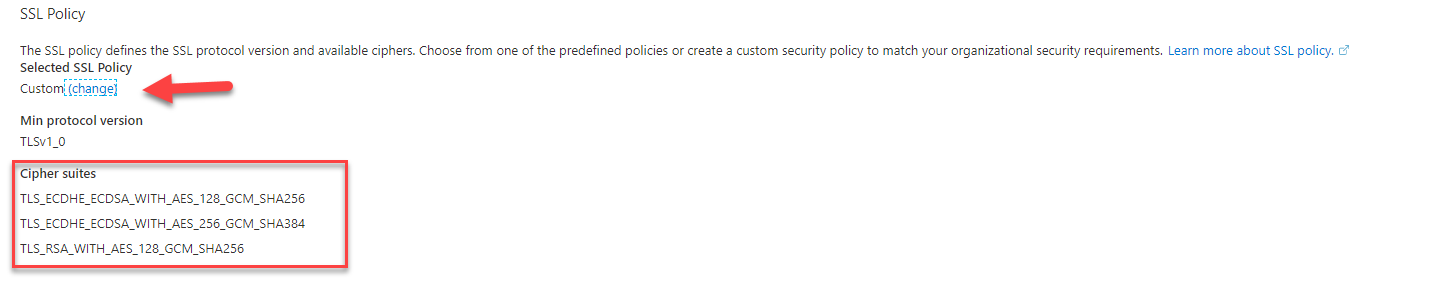 SSL Policy
The SSL policy defines the SSL protocol version and available ciphers. Choose from one of the predefined policies or create a custom security policy to match your organizational security requirements. Learn more about SSL policy.
Selected SSL Policy
Custom (change)
Min protocol version
TLSv1_0
Cipher suites
TLS_ECDHE_ECDSA_WITH_AES_128_GCM_SHA256
TLS_ECDHE_ECDSA_WITH_AES_256_GCM_SHA384
TLS_RSA_WITH_AES_128_GCM_SHA256